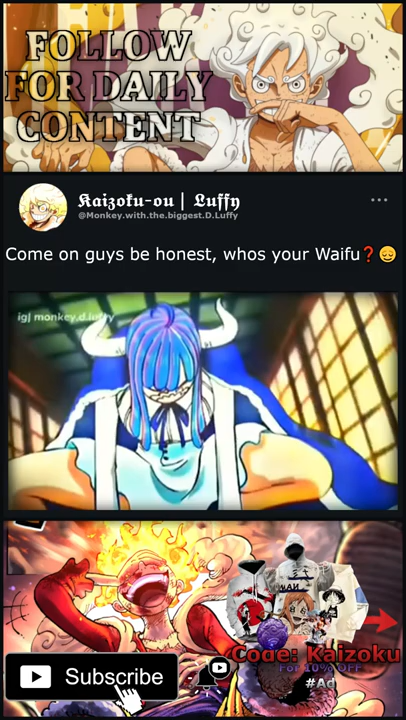 FOLLOW
FOR DAILY
CONTENT
Kaizoku-ou | Luffy
@Monkey.with.the.biggest.D.Luffy
Come on guys be honest, whos your Waifu❓😌
ig| monkey.d.luffy
Code: Kaizoku
For 10% OFF
#Ad
Subscribe